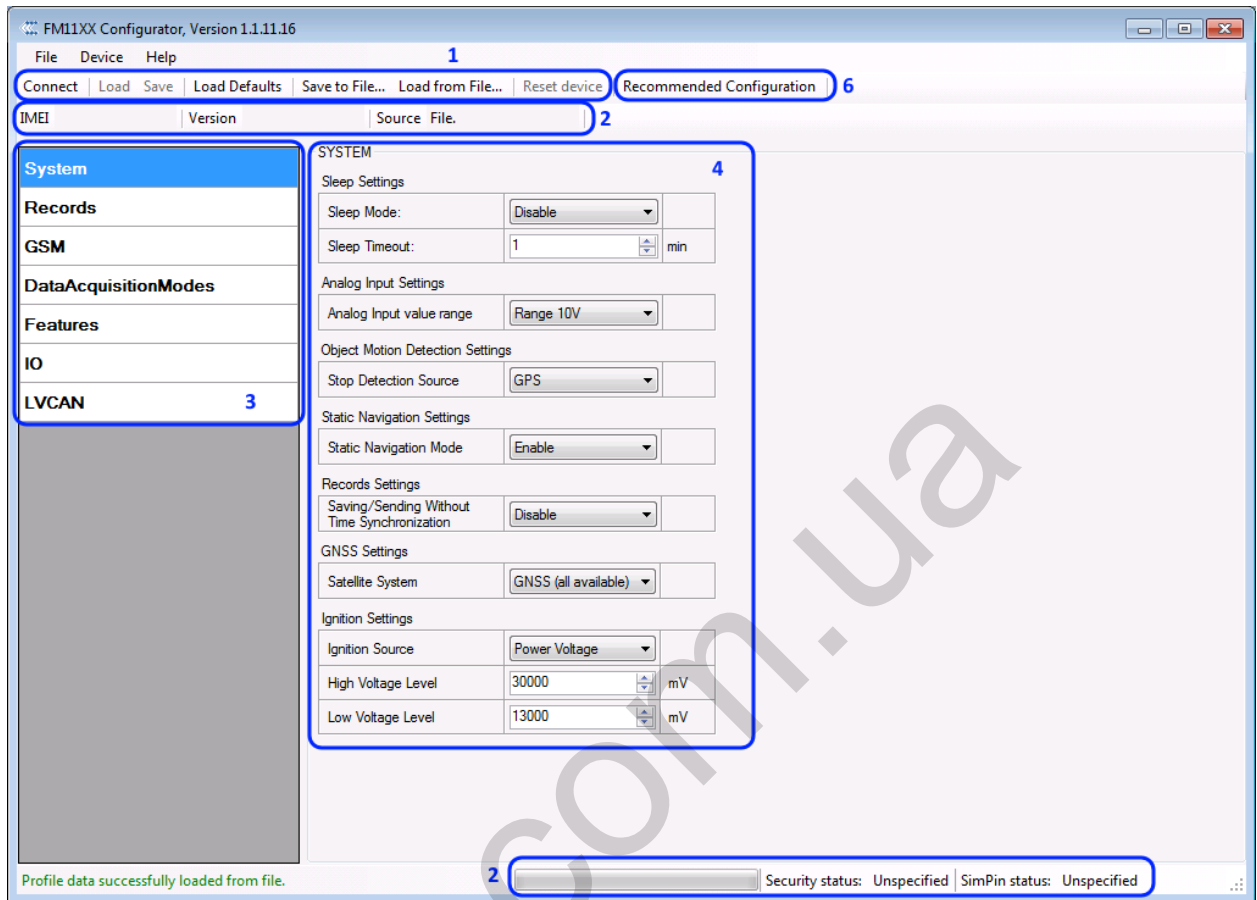 FM11XX Configurator, Version 1.1.11.16
File Device Help
1
Connect Load Save Load Defaults Save to File... Load from File... Reset device Recommended Configuration 6
IMEI Version Source File. 2
System
Records
GSM
DataAcquisitionModes
Features
IO
LVCAN 3
SYSTEM 4
Sleep Settings
Sleep Mode: Disable
Sleep Timeout: 1 min
Analog Input Settings
Analog Input value range Range 10V
Object Motion Detection Settings
Stop Detection Source GPS
Static Navigation Settings
Static Navigation Mode Enable
Records Settings
Saving/Sending Without
Time Synchronization Disable
GNSS Settings
Satellite System GNSS (all available)
Ignition Settings
Ignition Source Power Voltage
High Voltage Level 30000 mV
Low Voltage Level 13000 mV
com.ua
Profile data successfully loaded from file. 2 Security status: Unspecified SimPin status: Unspecified